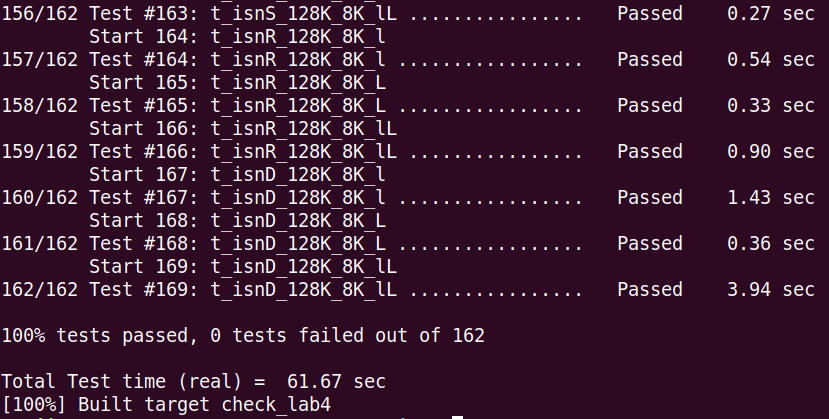 156/162 Test #163: t_isnS_128K_8K_lL ................   Passed    0.27 sec
        Start 164: t_isnR_128K_8K_l
157/162 Test #164: t_isnR_128K_8K_l .................   Passed    0.54 sec
        Start 165: t_isnR_128K_8K_L
158/162 Test #165: t_isnR_128K_8K_L .................   Passed    0.33 sec
        Start 166: t_isnR_128K_8K_lL
159/162 Test #166: t_isnR_128K_8K_lL ................   Passed    0.90 sec
        Start 167: t_isnD_128K_8K_l
160/162 Test #167: t_isnD_128K_8K_l .................   Passed    1.43 sec
        Start 168: t_isnD_128K_8K_L
161/162 Test #168: t_isnD_128K_8K_L .................   Passed    0.36 sec
        Start 169: t_isnD_128K_8K_lL
162/162 Test #169: t_isnD_128K_8K_lL ................   Passed    3.94 sec

100% tests passed, 0 tests failed out of 162

Total Test time (real) =  61.67 sec
[100%] Built target check_lab4